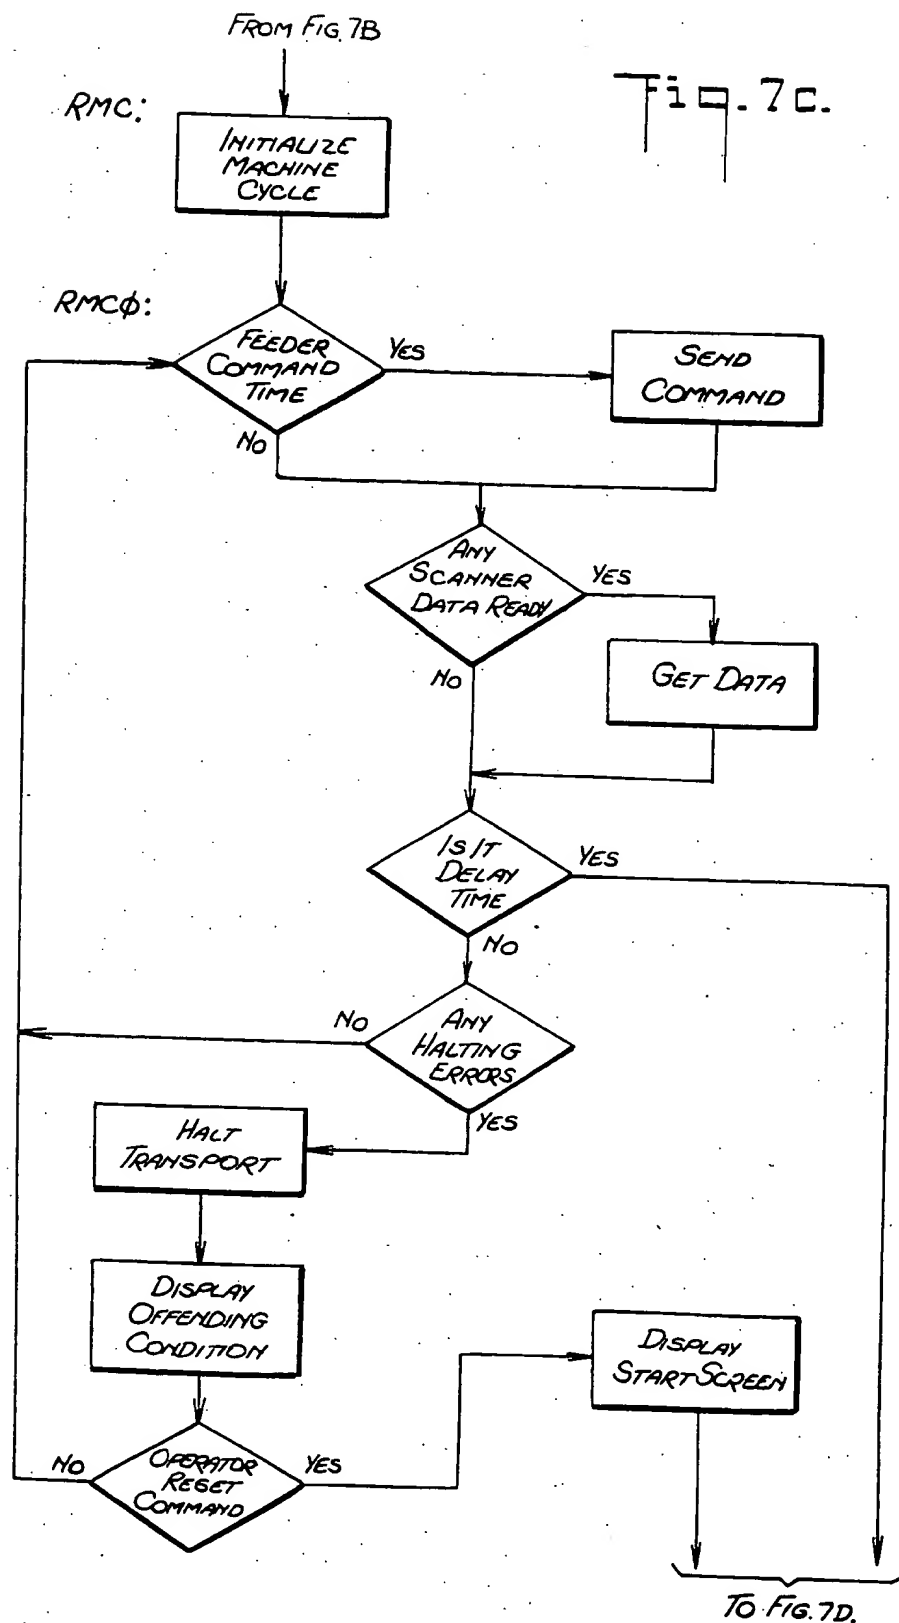 FROM FIG. 7B
Fig. 7c.
RMC:
INITIALIZE
MACHINE
CYCLE
RMCϕ:
FEEDER
COMMAND
TIME
YES
NO
SEND
COMMAND
ANY
SCANNER
DATA READY
YES
NO
GET DATA
IS IT
DELAY
TIME
YES
NO
ANY
HALTING
ERRORS
NO
YES
HALT
TRANSPORT
DISPLAY
OFFENDING
CONDITION
DISPLAY
START SCREEN
OPERATOR
RESET
COMMAND
NO
YES
TO FIG. 7D.